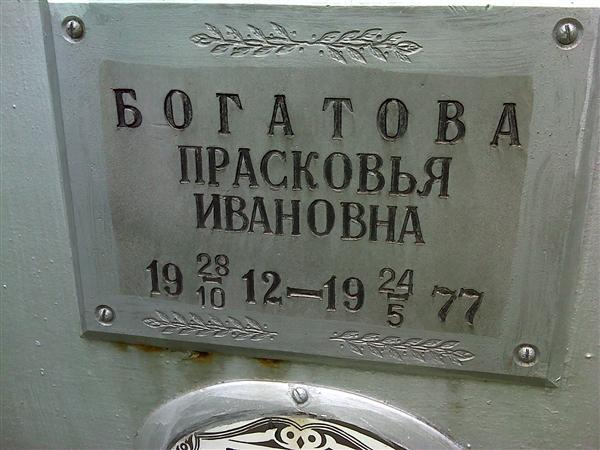 БОГАТОВА
ПРАСКОВЬЯ
ИВАНОВНА
19 28/10 12—19 24/5 77